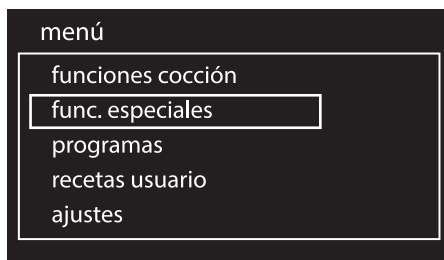 menú
funciones cocción
func. especiales
programas
recetas usuario
ajustes